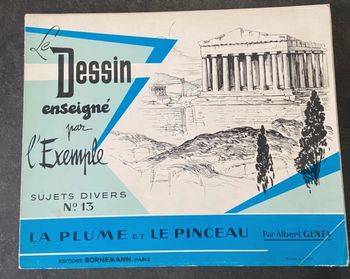 Le
Dessin
enseigné
par
l'Exemple
SUJETS DIVERS
No 13
LA PLUME ET LE PINCEAU Par Albert GENTA
ÉDITIONS BORNEMANN, PARIS